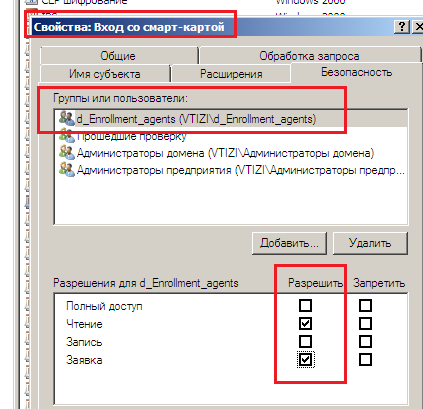 CEP шифрование Windows 2000
Windows 2000
Свойства: Вход со смарт-картой
Общие Обработка запроса
Имя субъекта Расширения Безопасность
Группы или пользователи:
d_Enrollment_agents (VTIZI\d_Enrollment_agents)
Прошедшие проверку
Администраторы домена (VTIZI\Администраторы домена)
Администраторы предприятия (VTIZI\Администраторы предпр...
Добавить... Удалить
Разрешения для d_Enrollment_agents Разрешить Запретить
Полный доступ
Чтение
Запись
Заявка